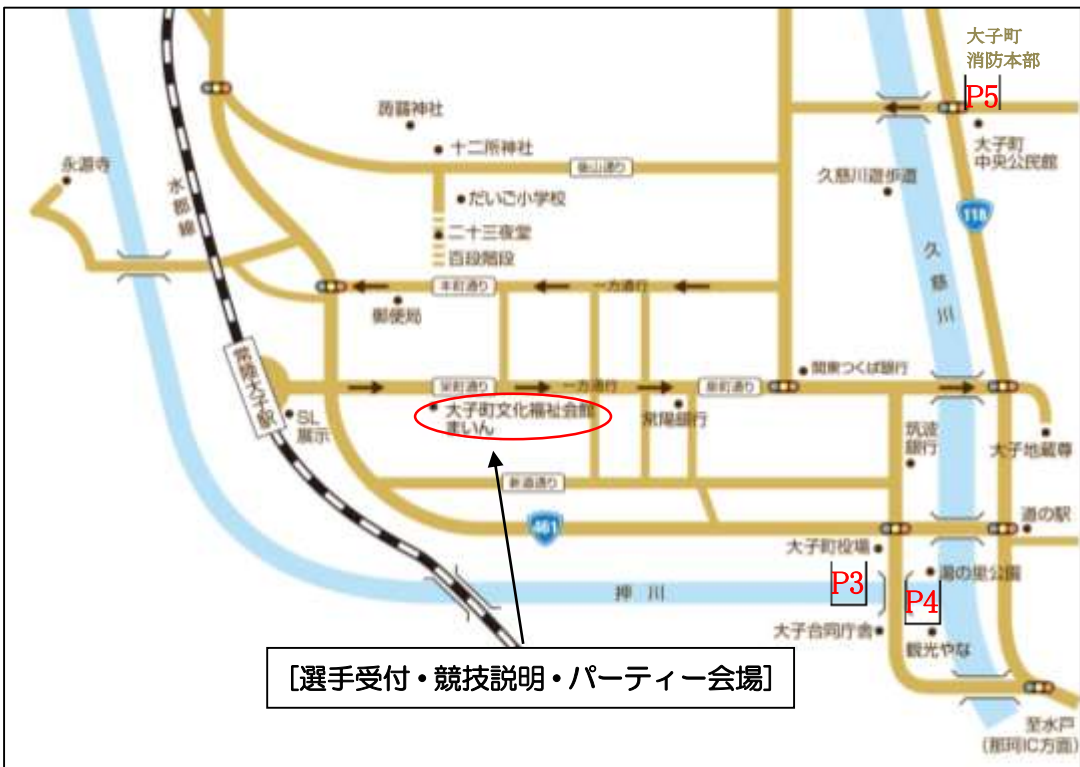 大子町
消防本部
P5
蒟蒻神社
十二所神社
大子町
中央公民館
永源寺
後山通り
久慈川遊歩道
だいご小学校
水郡線
118
二十三夜堂
久慈川
百段階段
本町通り
一方通行
郵便局
常陸大子駅
関東つくば銀行
栄町通り
一方通行
泉町通り
SL
展示
大子町文化福祉会館
まいん
常陽銀行
筑波
銀行
大子地蔵尊
新道通り
461
道の駅
大子町役場
湯の里公園
P3
P4
押川
大子合同庁舎
観光やな
[選手受付・競技説明・パーティー会場]
至水戸
(那珂IC方面)